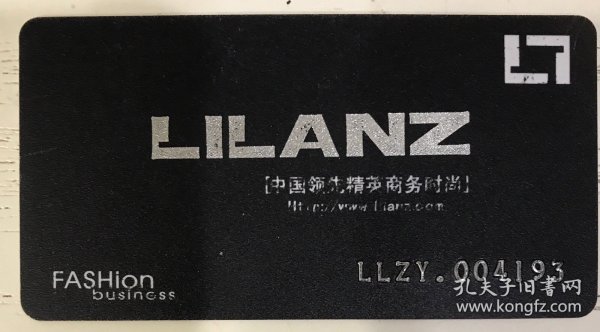 LILANZ
[中国领先精英商务时尚]
Http://www.lilanz.com
LLZY.004193
FASHion
business
孔夫子旧书网
www.kongfz.com